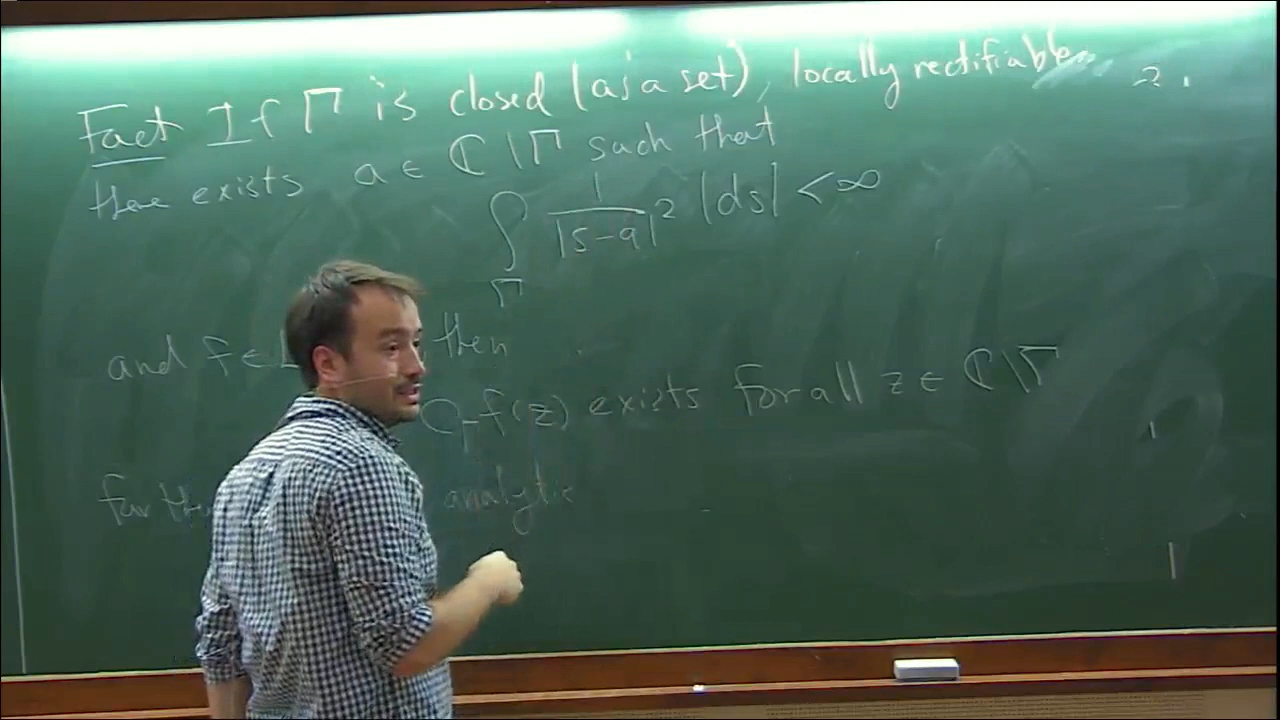 Fact If Γ is closed (as a set), locally rectifiable 2.
there exists a ∈ ℂ\Γ such that
∫_Γ 1/|s-a|² |ds| < ∞
and f ∈ L then
C_Γ f(z) exists for all z ∈ ℂ\Γ
analytic